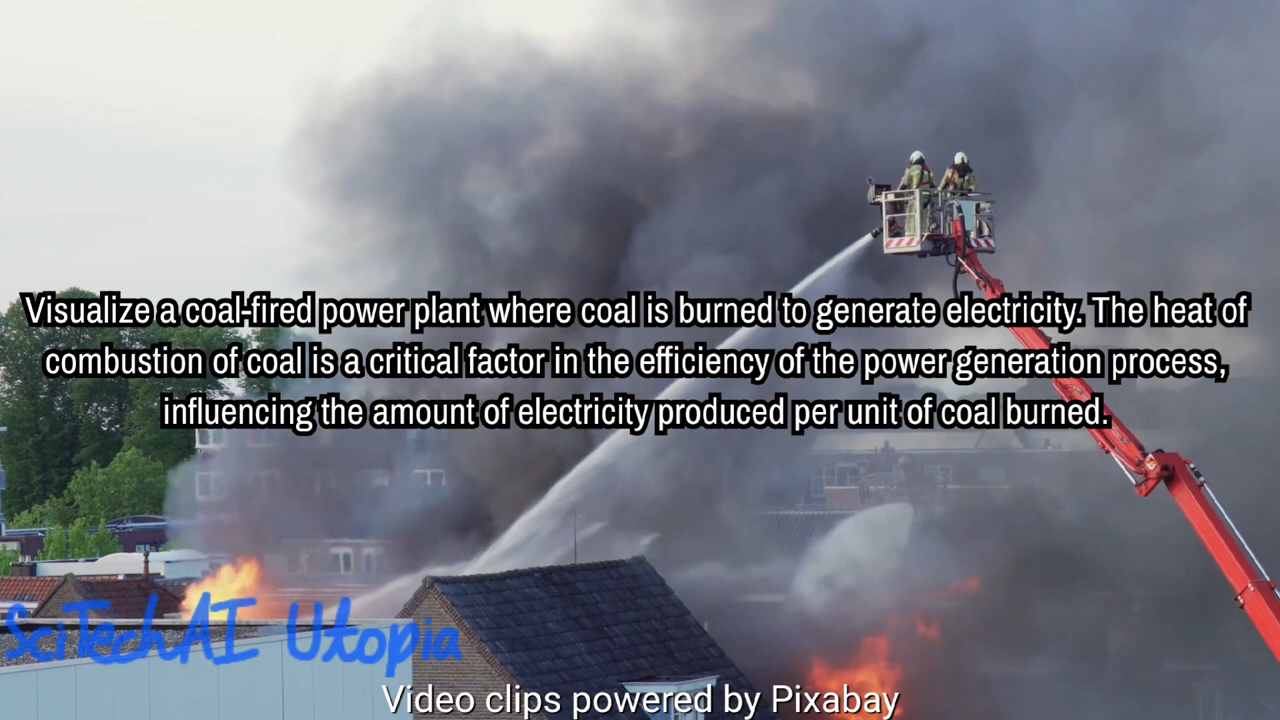 Visualize a coal-fired power plant where coal is burned to generate electricity. The heat of
combustion of coal is a critical factor in the efficiency of the power generation process,
influencing the amount of electricity produced per unit of coal burned.
SciTechAI Utopia
Video clips powered by Pixabay